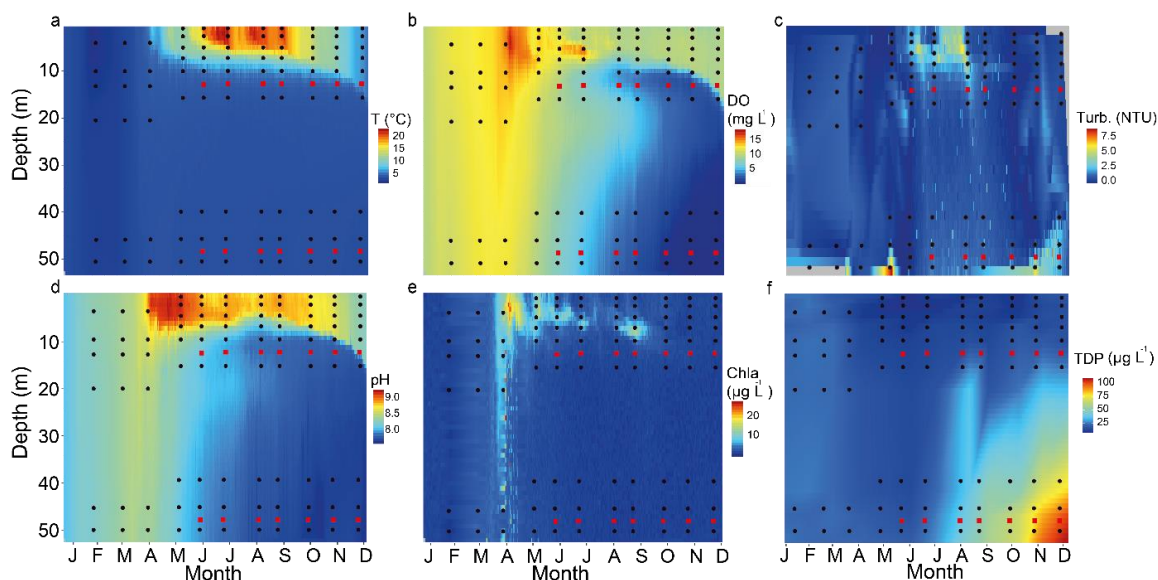 a
b
c
Depth (m)
10
20
30
40
50
T (°C)
20
15
10
5
DO
(mg L⁻¹)
15
10
5
Turb. (NTU)
7.5
5.0
2.5
0.0
d
e
f
Depth (m)
10
20
30
40
50
pH
9.0
8.5
8.0
Chla
(µg L⁻¹)
20
10
TDP (µg L⁻¹)
100
75
50
25
J F M A M J J A S O N D
J F M A M J J A S O N D
J F M A M J J A S O N D
Month
Month
Month